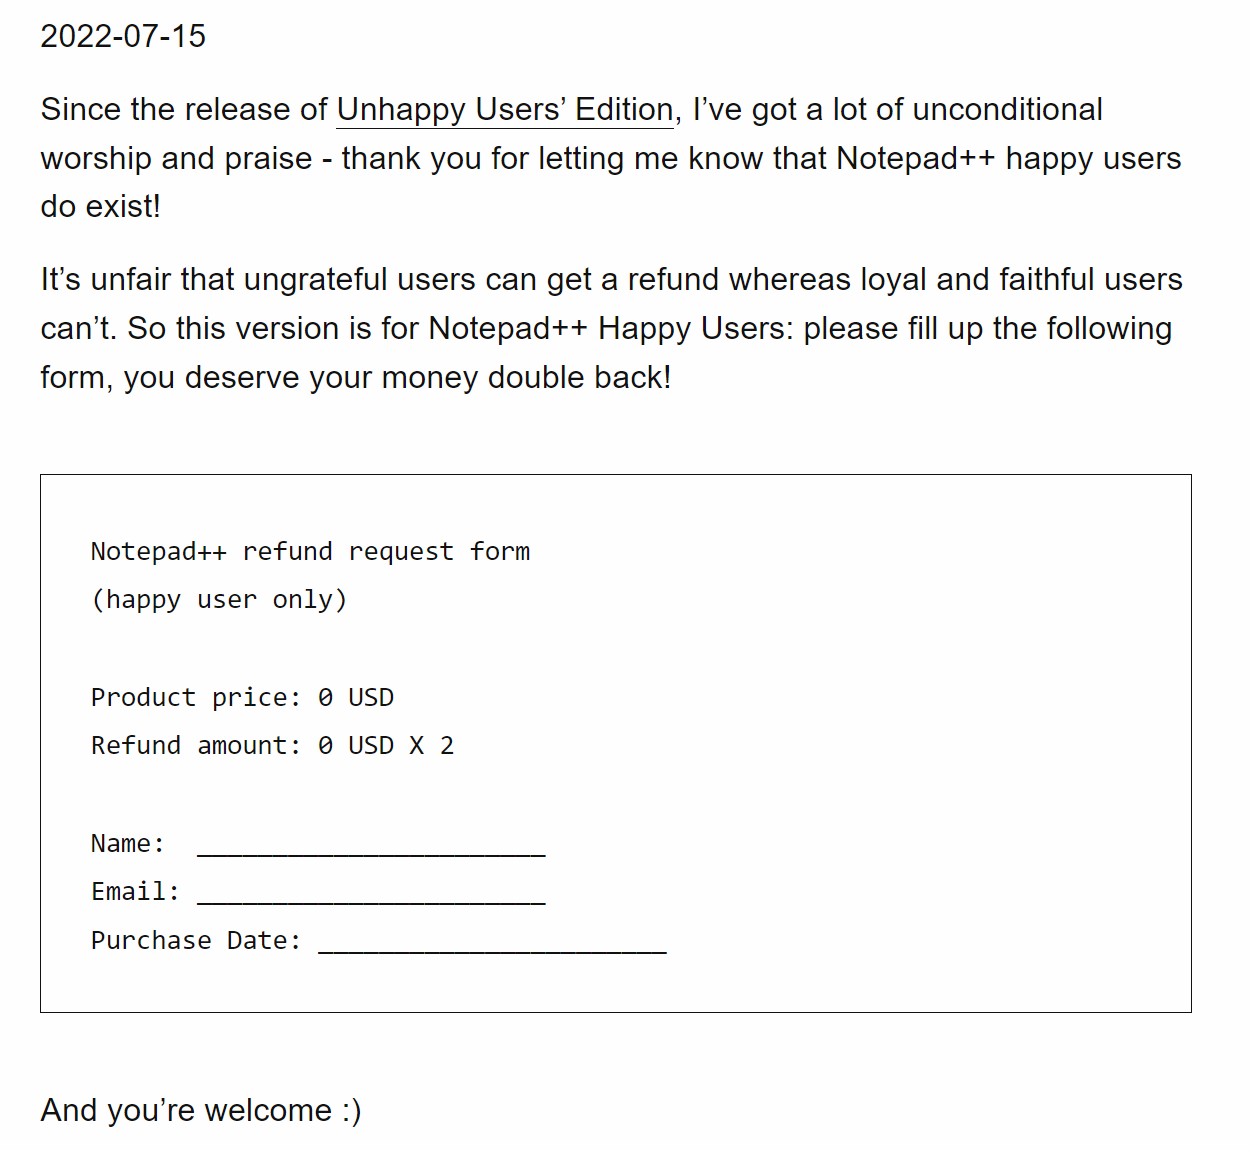 2022-07-15
Since the release of Unhappy Users’ Edition, I’ve got a lot of unconditional
worship and praise - thank you for letting me know that Notepad++ happy users
do exist!
It’s unfair that ungrateful users can get a refund whereas loyal and faithful users
can’t. So this version is for Notepad++ Happy Users: please fill up the following
form, you deserve your money double back!
Notepad++ refund request form
(happy user only)
Product price: 0 USD
Refund amount: 0 USD X 2
Name: _______________________
Email: _______________________
Purchase Date: _______________________
And you’re welcome :)